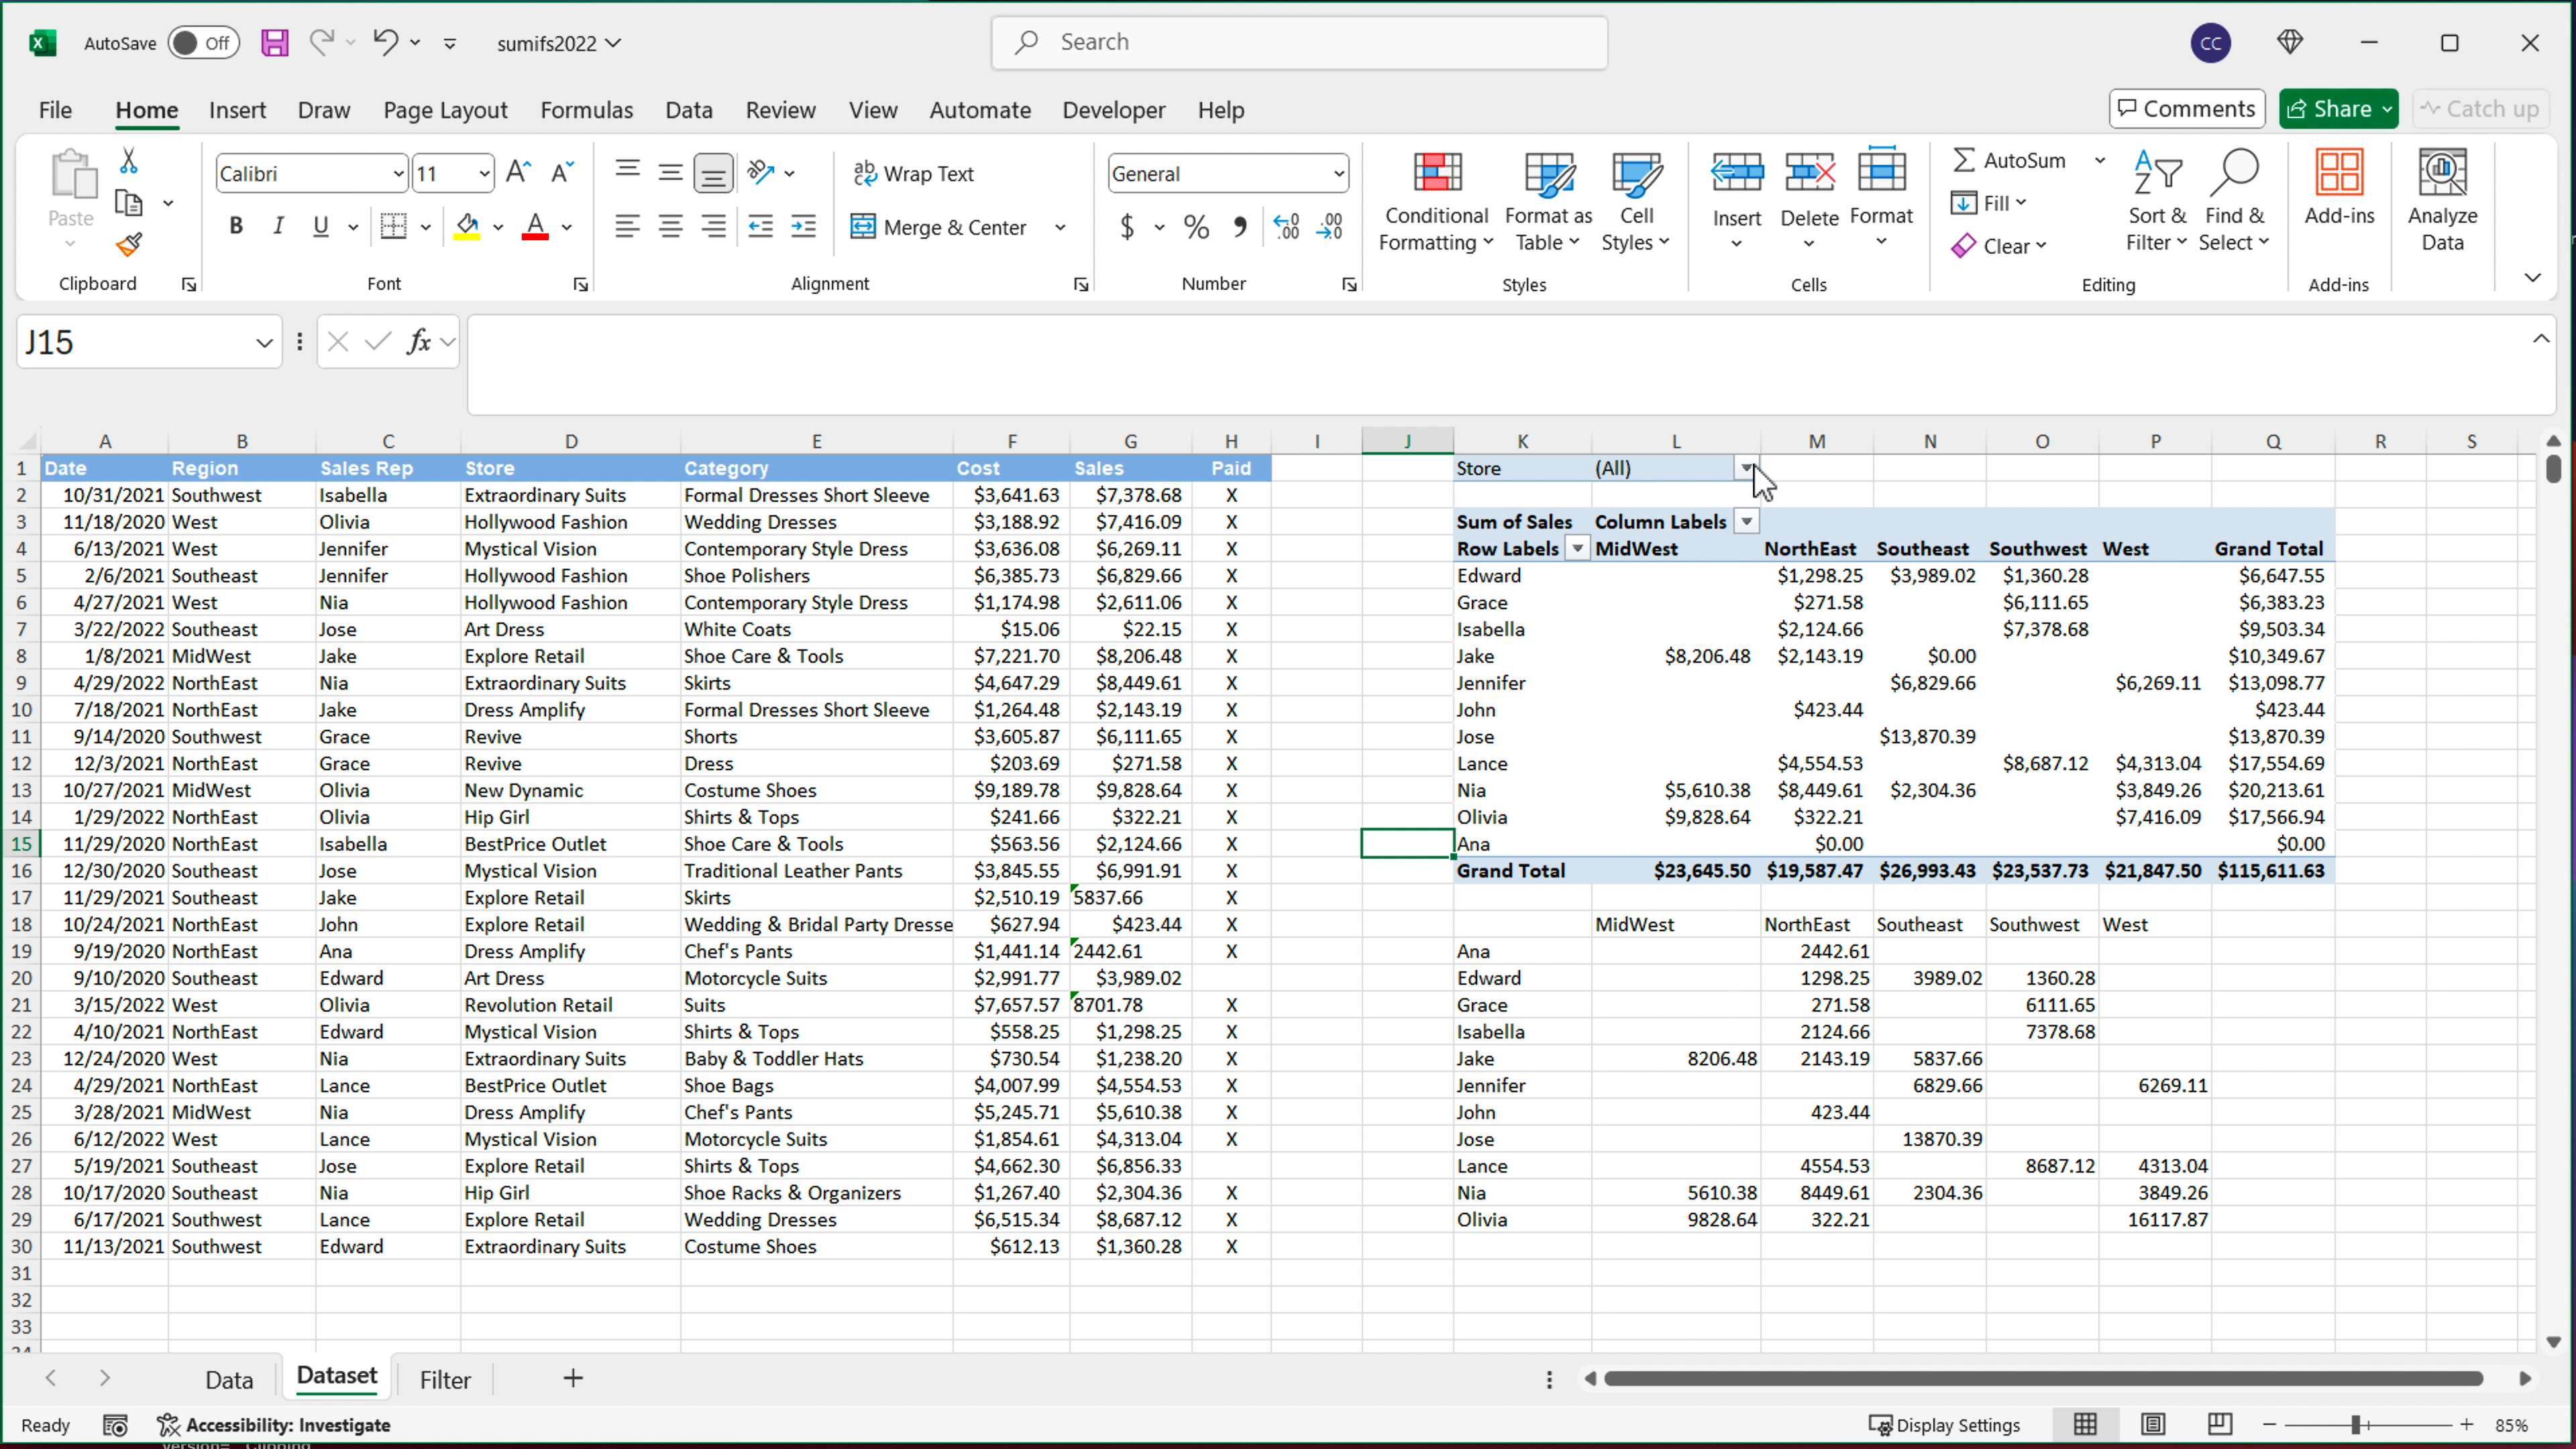 AutoSave Off sumifs2022 Search CC
File Home Insert Draw Page Layout Formulas Data Review View Automate Developer Help Comments Share Catch up
Paste Calibri 11 Wrap Text General Conditional Formatting Format as Table Cell Styles Insert Delete Format AutoSum Fill Clear Sort & Filter Find & Select Add-ins Analyze Data
B I U Merge & Center $ % 9
Clipboard Font Alignment Number Styles Cells Editing Add-ins
J15 fx
A B C D E F G H I J K L M N O P Q R S
1 Date Region Sales Rep Store Category Cost Sales Paid Store (All)
2 10/31/2021 Southwest Isabella Extraordinary Suits Formal Dresses Short Sleeve $3,641.63 $7,378.68 X
3 11/18/2020 West Olivia Hollywood Fashion Wedding Dresses $3,188.92 $7,416.09 X Sum of Sales Column Labels
4 6/13/2021 West Jennifer Mystical Vision Contemporary Style Dress $3,636.08 $6,269.11 X Row Labels MidWest NorthEast Southeast Southwest West Grand Total
5 2/6/2021 Southeast Jennifer Hollywood Fashion Shoe Polishers $6,385.73 $6,829.66 X Edward $1,298.25 $3,989.02 $1,360.28 $6,647.55
6 4/27/2021 West Nia Hollywood Fashion Contemporary Style Dress $1,174.98 $2,611.06 X Grace $271.58 $6,111.65 $6,383.23
7 3/22/2022 Southeast Jose Art Dress White Coats $15.06 $22.15 X Isabella $2,124.66 $7,378.68 $9,503.34
8 1/8/2021 MidWest Jake Explore Retail Shoe Care & Tools $7,221.70 $8,206.48 X Jake $8,206.48 $2,143.19 $0.00 $10,349.67
9 4/29/2022 NorthEast Nia Extraordinary Suits Skirts $4,647.29 $8,449.61 X Jennifer $6,829.66 $6,269.11 $13,098.77
10 7/18/2021 NorthEast Jake Dress Amplify Formal Dresses Short Sleeve $1,264.48 $2,143.19 X John $423.44 $423.44
11 9/14/2020 Southwest Grace Revive Shorts $3,605.87 $6,111.65 X Jose $13,870.39 $13,870.39
12 12/3/2021 NorthEast Grace Revive Dress $203.69 $271.58 X Lance $4,554.53 $8,687.12 $4,313.04 $17,554.69
13 10/27/2021 MidWest Olivia New Dynamic Costume Shoes $9,189.78 $9,828.64 X Nia $5,610.38 $8,449.61 $2,304.36 $3,849.26 $20,213.61
14 1/29/2022 NorthEast Olivia Hip Girl Shirts & Tops $241.66 $322.21 X Olivia $9,828.64 $322.21 $7,416.09 $17,566.94
15 11/29/2020 NorthEast Isabella BestPrice Outlet Shoe Care & Tools $563.56 $2,124.66 X Ana $0.00 $0.00
16 12/30/2020 Southeast Jose Mystical Vision Traditional Leather Pants $3,845.55 $6,991.91 X Grand Total $23,645.50 $19,587.47 $26,993.43 $23,537.73 $21,847.50 $115,611.63
17 11/29/2021 Southeast Jake Explore Retail Skirts $2,510.19 5837.66 X
18 10/24/2021 NorthEast John Explore Retail Wedding & Bridal Party Dresse $627.94 $423.44 X MidWest NorthEast Southeast Southwest West
19 9/19/2020 NorthEast Ana Dress Amplify Chef's Pants $1,441.14 2442.61 X Ana 2442.61
20 9/10/2020 Southeast Edward Art Dress Motorcycle Suits $2,991.77 $3,989.02 Edward 1298.25 3989.02 1360.28
21 3/15/2022 West Olivia Revolution Retail Suits $7,657.57 8701.78 X Grace 271.58 6111.65
22 4/10/2021 NorthEast Edward Mystical Vision Shirts & Tops $558.25 $1,298.25 X Isabella 2124.66 7378.68
23 12/24/2020 West Nia Extraordinary Suits Baby & Toddler Hats $730.54 $1,238.20 X Jake 8206.48 2143.19 5837.66
24 4/29/2021 NorthEast Lance BestPrice Outlet Shoe Bags $4,007.99 $4,554.53 X Jennifer 6829.66 6269.11
25 3/28/2021 MidWest Nia Dress Amplify Chef's Pants $5,245.71 $5,610.38 X John 423.44
26 6/12/2022 West Lance Mystical Vision Motorcycle Suits $1,854.61 $4,313.04 X Jose 13870.39
27 5/19/2021 Southeast Jose Explore Retail Shirts & Tops $4,662.30 $6,856.33 Lance 4554.53 8687.12 4313.04
28 10/17/2020 Southeast Nia Hip Girl Shoe Racks & Organizers $1,267.40 $2,304.36 X Nia 5610.38 8449.61 2304.36 3849.26
29 6/17/2021 Southwest Lance Explore Retail Wedding Dresses $6,515.34 $8,687.12 X Olivia 9828.64 322.21 16117.87
30 11/13/2021 Southwest Edward Extraordinary Suits Costume Shoes $612.13 $1,360.28 X
31
32
33
Data Dataset Filter
Ready Accessibility: Investigate Display Settings 85%